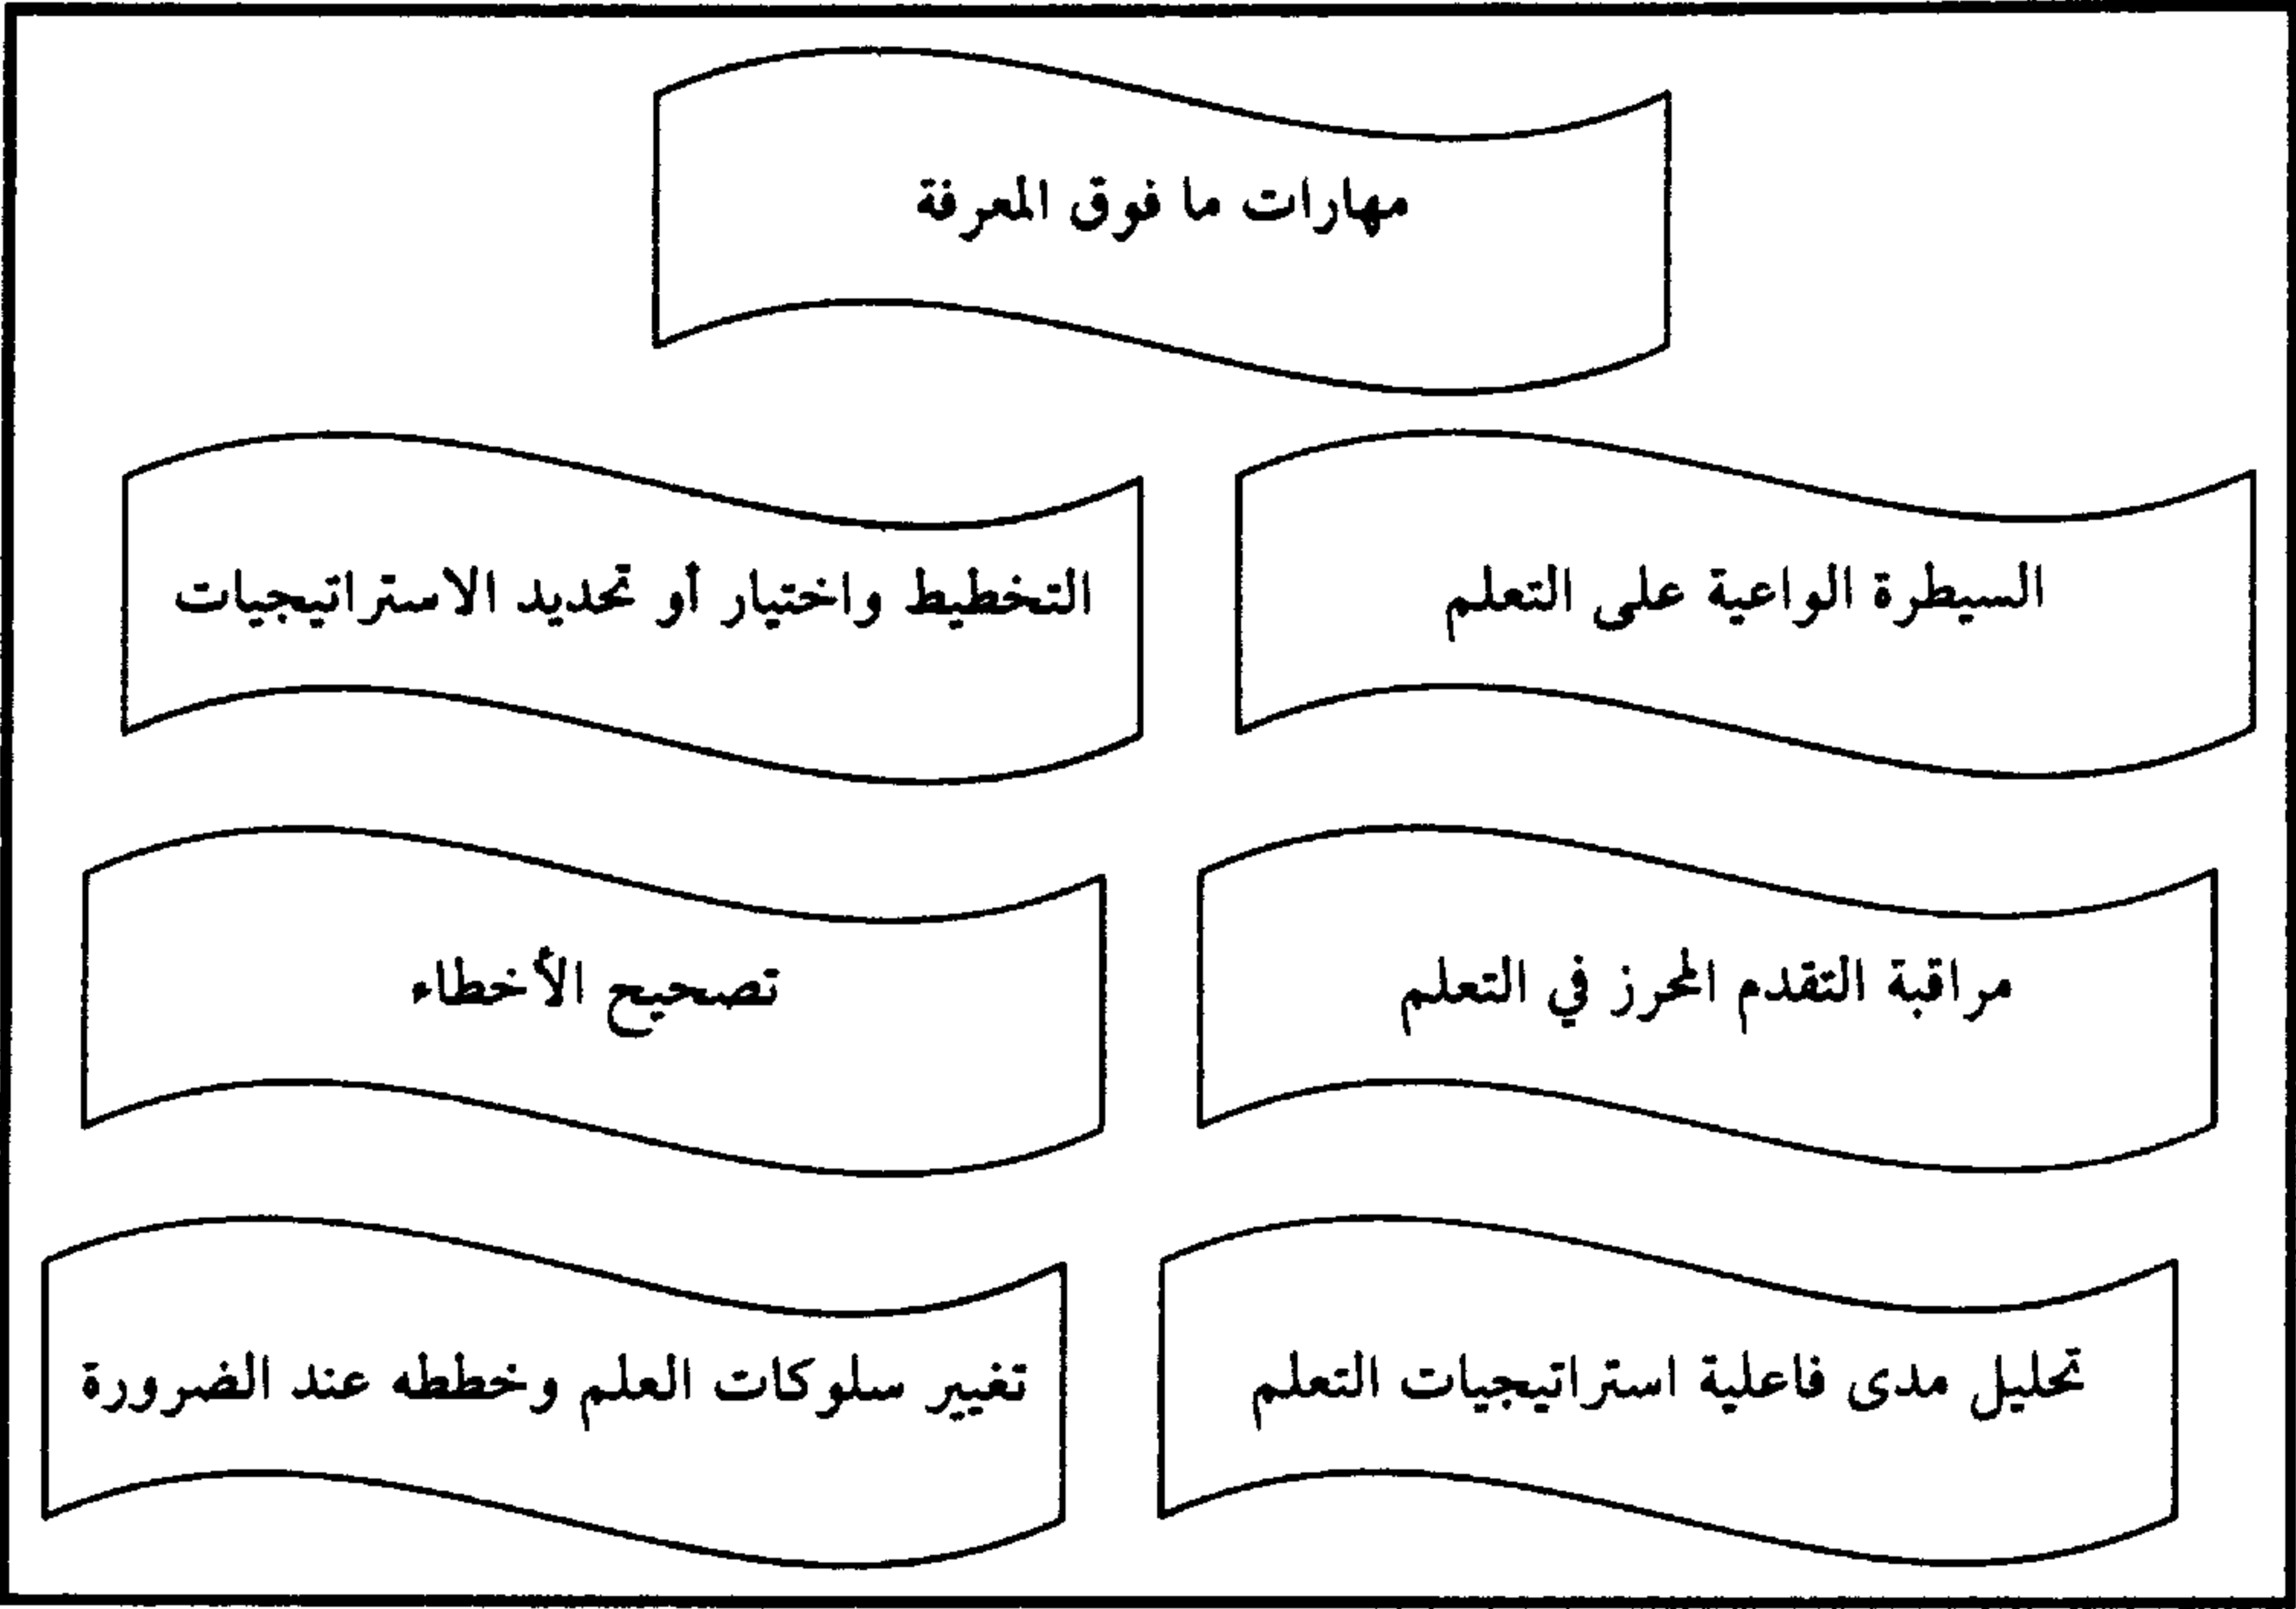 مهارات ما فوق المعرفة
السيطرة الواعية على التعلم
التخطيط واختيار أو تحديد الاستراتيجيات
مراقبة التقدم المحرز في التعلم
تصحيح الأخطاء
تحليل مدى فاعلية استراتيجيات التعلم
تغيير سلوكات العلم وخططه عند الضرورة